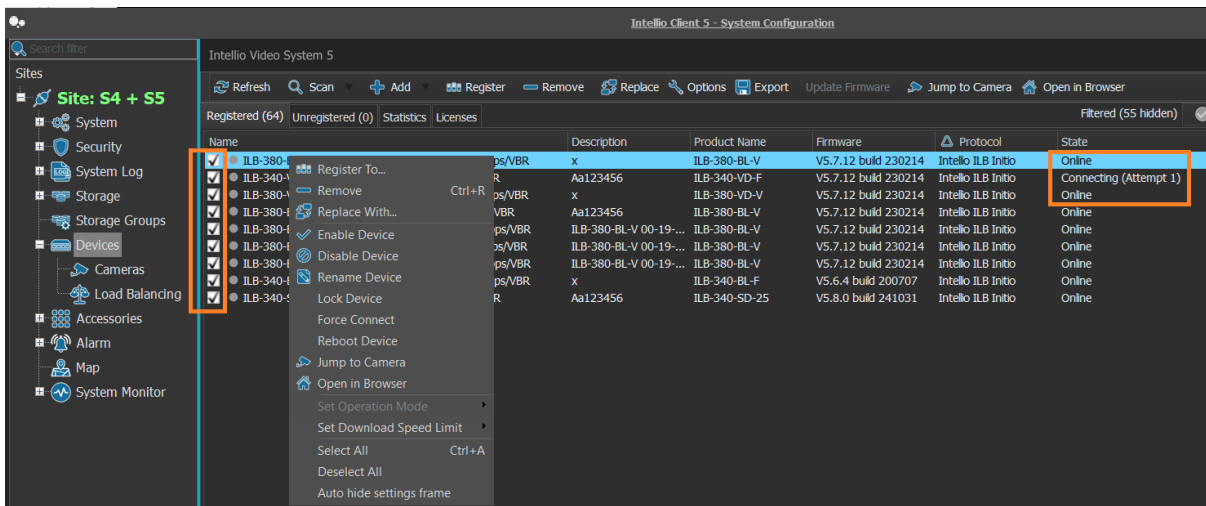 Intellio Client 5 - System Configuration
Search filter
Intellio Video System 5
Sites
Site: S4 + S5
System
Security
System Log
Storage
Storage Groups
Devices
Cameras
Load Balancing
Accessories
Alarm
Map
System Monitor
Refresh Scan Add Register Remove Replace Options Export Update Firmware Jump to Camera Open in Browser
Registered (64) Unregistered (0) Statistics Licenses Filtered (55 hidden)
Name Description Product Name Firmware Protocol State
ILB-380- ps/VBR x ILB-380-BL-V V5.7.12 build 230214 Intellio ILB Initio Online
ILB-340- Aa123456 ILB-340-VD-F V5.7.12 build 230214 Intellio ILB Initio Connecting (Attempt 1)
ILB-380- ps/VBR x ILB-380-VD-V V5.7.12 build 230214 Intellio ILB Initio Online
ILB-380- VBR Aa123456 ILB-380-BL-V V5.7.12 build 230214 Intellio ILB Initio Online
ILB-380- ps/VBR ILB-380-BL-V 00-19-... ILB-380-BL-V V5.7.12 build 230214 Intellio ILB Initio Online
ILB-380- ps/VBR ILB-380-BL-V 00-19-... ILB-380-BL-V V5.7.12 build 230214 Intellio ILB Initio Online
ILB-380- ps/VBR ILB-380-BL-V 00-19-... ILB-380-BL-V V5.7.12 build 230214 Intellio ILB Initio Online
ILB-340- ps/VBR x ILB-340-BL-F V5.6.4 build 200707 Intellio ILB Initio Online
ILB-340- R Aa123456 ILB-340-SD-25 V5.8.0 build 241031 Intellio ILB Initio Online
Register To...
Remove Ctrl+R
Replace With...
Enable Device
Disable Device
Rename Device
Lock Device
Force Connect
Reboot Device
Jump to Camera
Open in Browser
Set Operation Mode
Set Download Speed Limit
Select All Ctrl+A
Deselect All
Auto hide settings frame